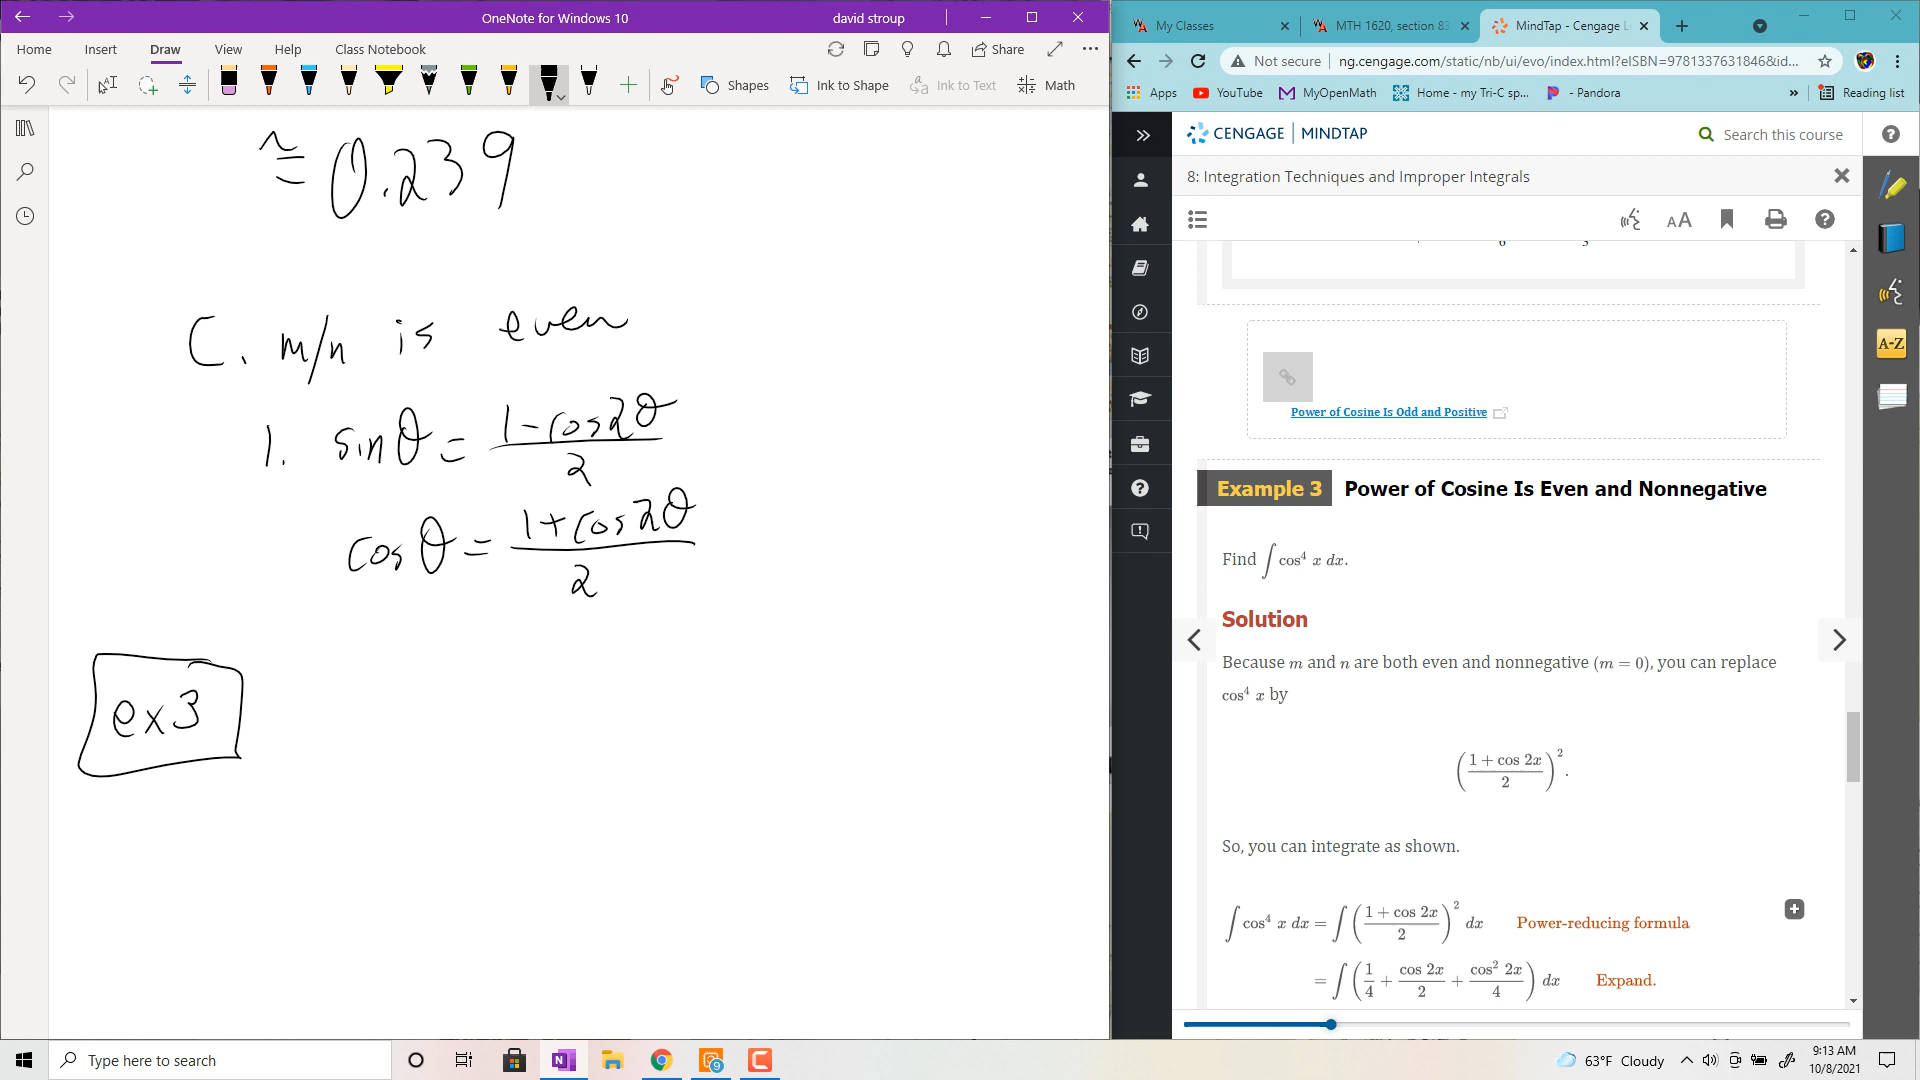 OneNote for Windows 10
david stroup
Home Insert Draw View Help Class Notebook
Share
Shapes Ink to Shape Ink to Text Math
≅ 0.239
C. m/n is even
1. sinθ = (1-cos2θ)/2
cosθ = (1+cos2θ)/2
ex3
My Classes
MTH 1620, section 83
MindTap - Cengage L
Not secure ng.cengage.com/static/nb/ui/evo/index.html?eISBN=9781337631846&id...
Apps YouTube MyOpenMath Home - my Tri-C sp... - Pandora » Reading list
CENGAGE | MINDTAP
Search this course
8: Integration Techniques and Improper Integrals
AA
A-Z
6 3
Power of Cosine Is Odd and Positive
Example 3 Power of Cosine Is Even and Nonnegative
Find ∫ cos⁴ x dx.
Solution
Because m and n are both even and nonnegative (m = 0), you can replace
cos⁴ x by
((1 + cos 2x)/2)².
So, you can integrate as shown.
∫ cos⁴ x dx = ∫ ((1 + cos 2x)/2)² dx Power-reducing formula
= ∫ (1/4 + cos 2x/2 + cos² 2x/4) dx Expand.
Type here to search
9
63°F Cloudy
9:13 AM
10/8/2021